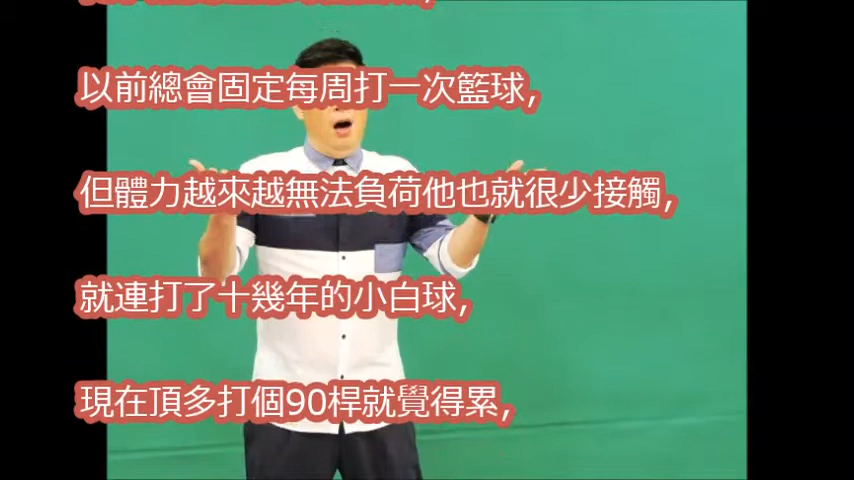 以前總會固定每周打一次籃球，
但體力越來越無法負荷他也就很少接觸，
就連打了十幾年的小白球，
現在頂多打個90桿就覺得累，